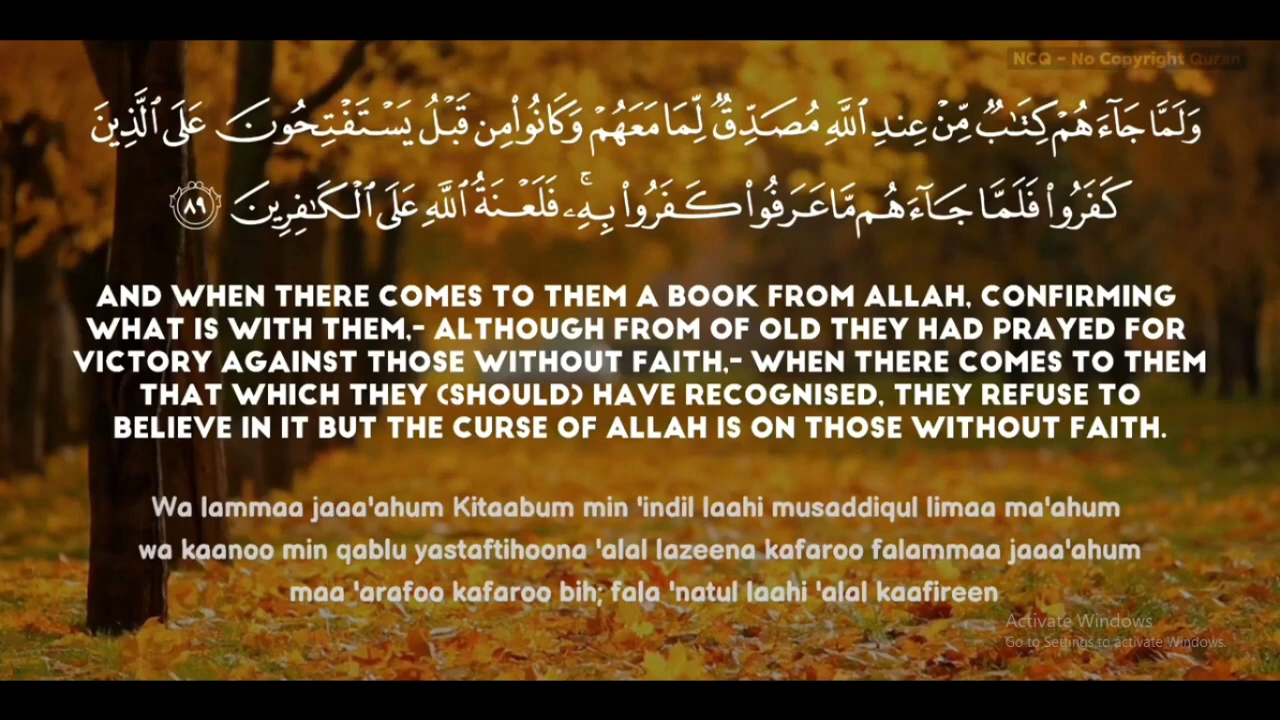 NCQ - No Copyright Quran
وَلَمَّا جَآءَهُمْ كِتَٰبٌ مِّنْ عِندِ ٱللَّهِ مُصَدِّقٌ لِّمَا مَعَهُمْ وَكَانُوا۟ مِن قَبْلُ يَسْتَفْتِحُونَ عَلَى ٱلَّذِينَ
كَفَرُوا۟ فَلَمَّا جَآءَهُم مَّا عَرَفُوا۟ كَفَرُوا۟ بِهِۦ ۚ فَلَعْنَةُ ٱللَّهِ عَلَى ٱلْكَٰفِرِينَ ٨٩
AND WHEN THERE COMES TO THEM A BOOK FROM ALLAH, CONFIRMING
WHAT IS WITH THEM,- ALTHOUGH FROM OF OLD THEY HAD PRAYED FOR
VICTORY AGAINST THOSE WITHOUT FAITH,- WHEN THERE COMES TO THEM
THAT WHICH THEY (SHOULD) HAVE RECOGNISED, THEY REFUSE TO
BELIEVE IN IT BUT THE CURSE OF ALLAH IS ON THOSE WITHOUT FAITH.
Wa lammaa jaaa'ahum Kitaabum min 'indil laahi musaddiqul limaa ma'ahum
wa kaanoo min qablu yastaftihoona 'alal lazeena kafaroo falammaa jaaa'ahum
maa 'arafoo kafaroo bih; fala 'natul laahi 'alal kaafireen
Activate Windows
Go to Settings to activate Windows.